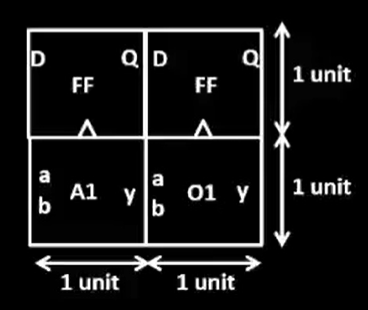 D Q D Q
FF FF
1 unit
a A1 y a O1 y
b b
1 unit
1 unit 1 unit